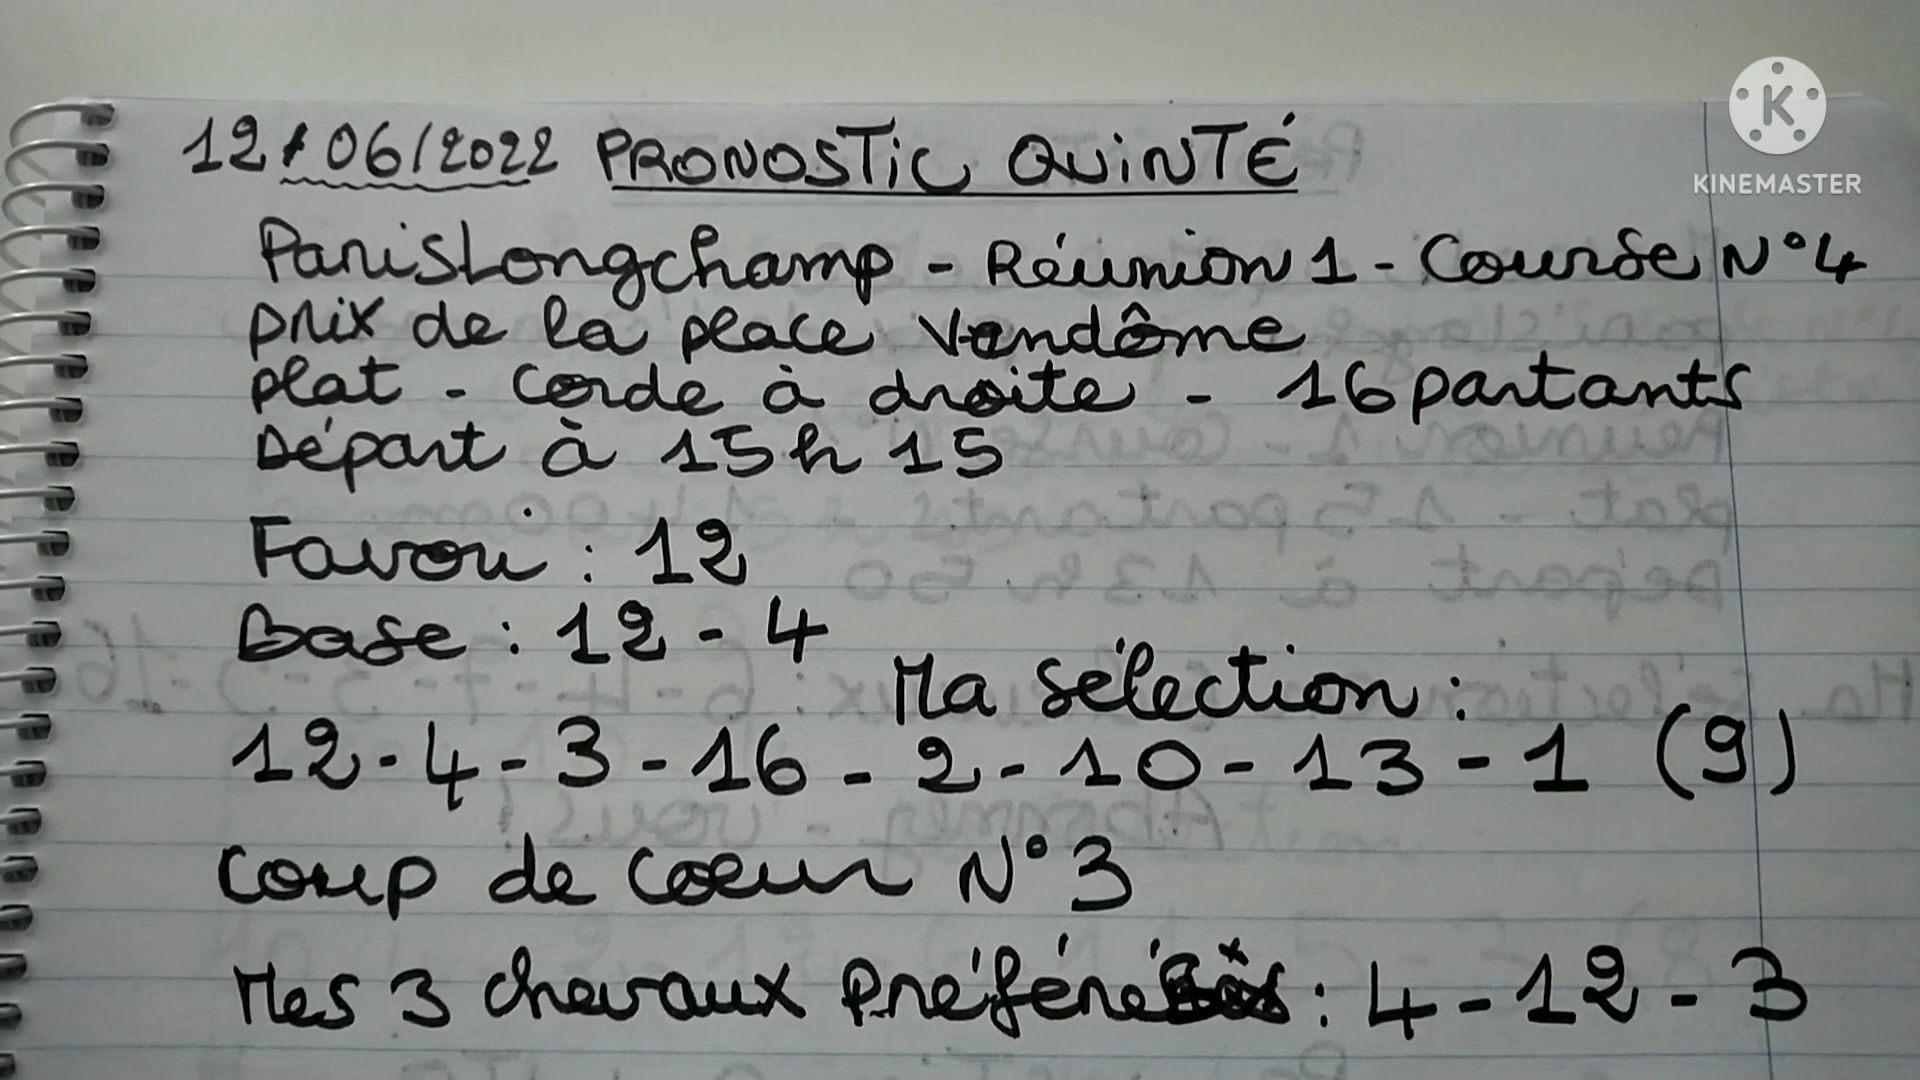 KINEMASTER
12/06/2022 PRONOSTIC QUINTÉ
ParisLongchamp - Réunion 1 - Course N°4
prix de la place Vendôme
plat - corde à droite - 16 partants
Départ à 15h15
Favori : 12
Base : 12 - 4
Ma sélection :
12 - 4 - 3 - 16 - 2 - 10 - 13 - 1 (9)
Coup de coeur N°3
Mes 3 chevaux préférés : 4 - 12 - 3